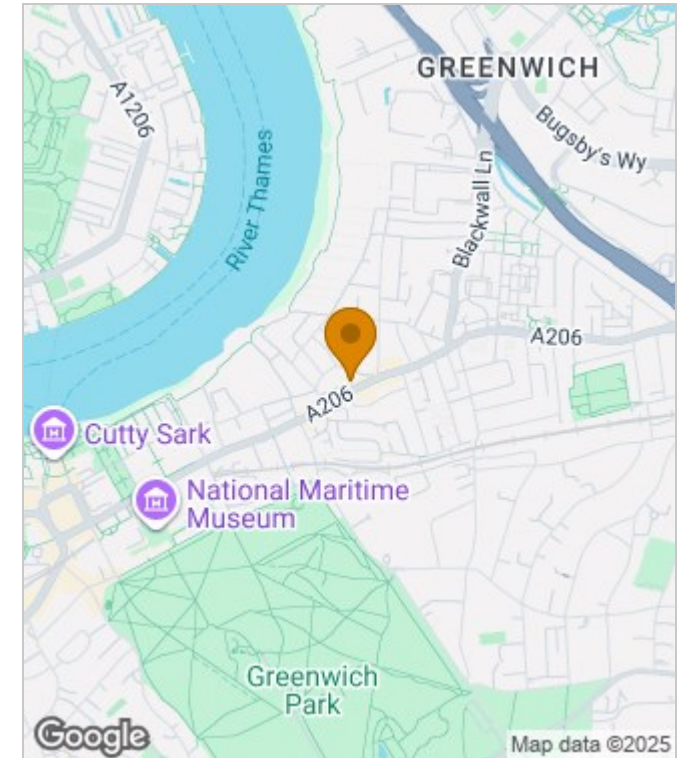 GREENWICH
A1206
Bugsby's Wy
River Thames
Blackwall Ln
A206
A206
Cutty Sark
National Maritime
Museum
Greenwich
Park
Google
Map data ©2025